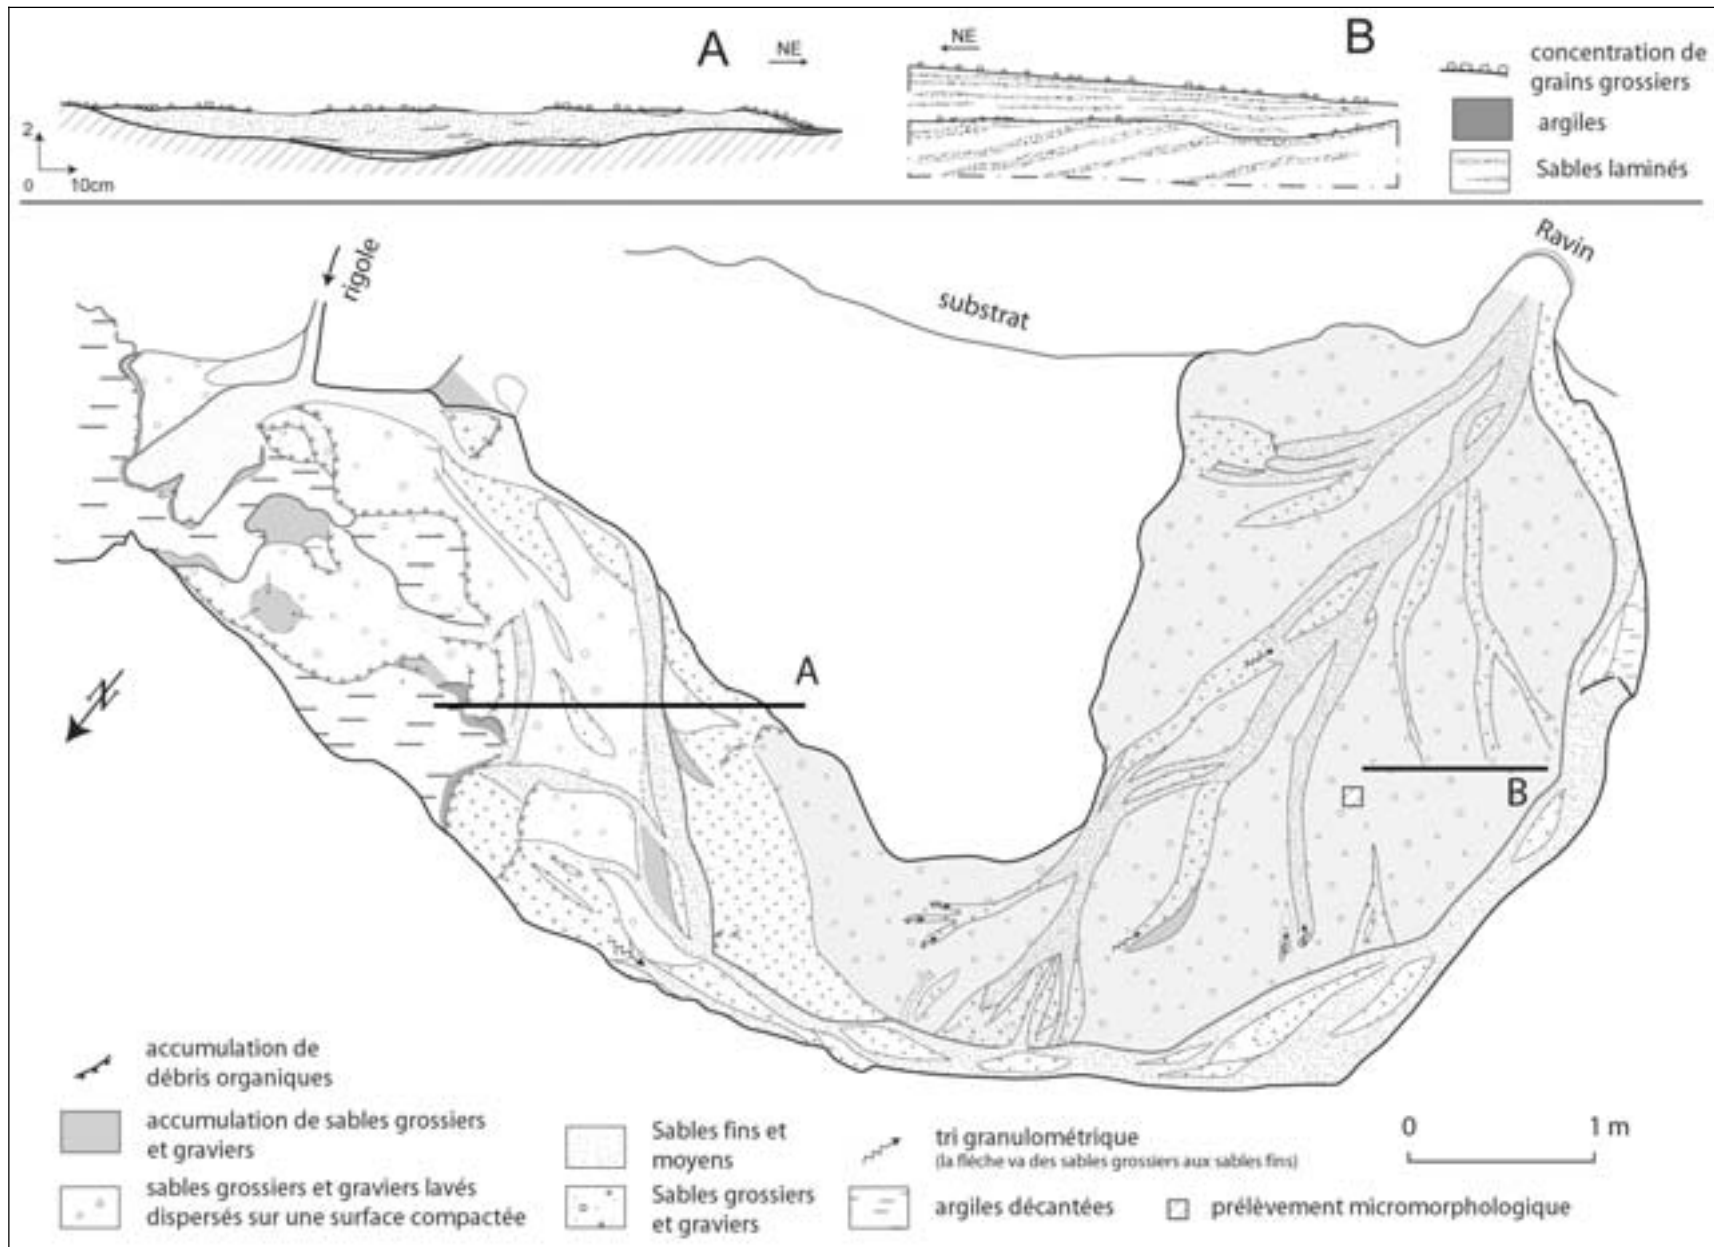 A
NE
2
0
10cm
NE
B
concentration de
grains grossiers
argiles
Sables laminés
rigole
substrat
Ravin
A
B
N
accumulation de
débris organiques
accumulation de sables grossiers
et graviers
sables grossiers et graviers lavés
dispersés sur une surface compactée
Sables fins et
moyens
Sables grossiers
et graviers
tri granulométrique
(la flèche va des sables grossiers aux sables fins)
argiles décantées
0
1 m
prélèvement micromorphologique